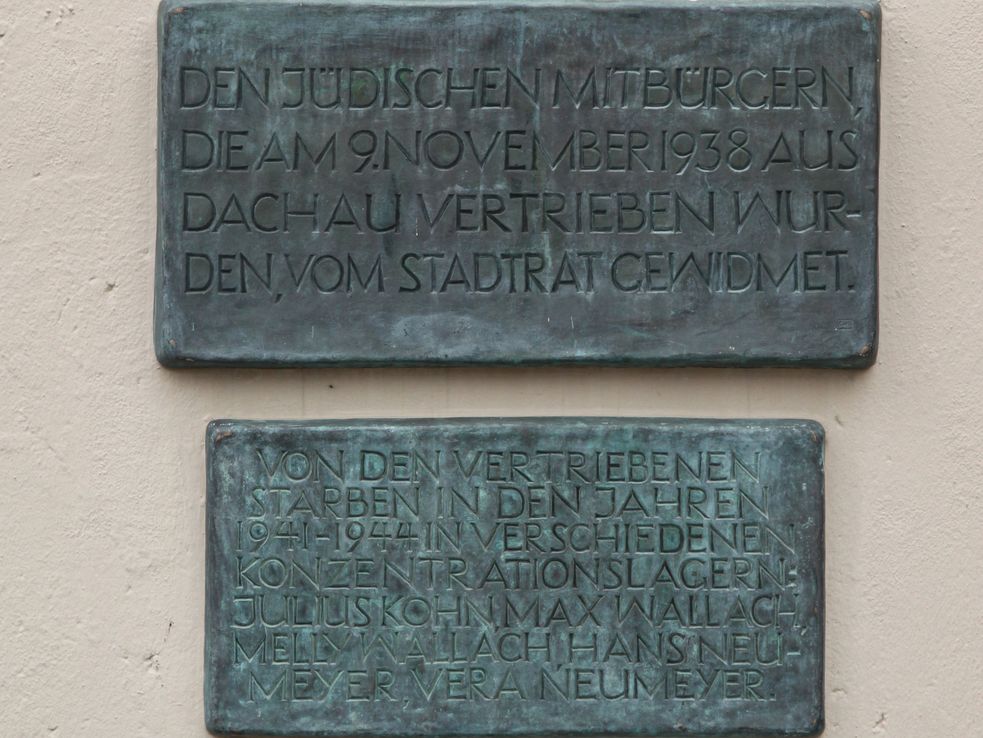 DEN JÜDISCHEN MITBÜRGERN,
DIE AM 9. NOVEMBER 1938 AUS
DACHAU VERTRIEBEN WUR-
DEN, VOM STADTRAT GEWIDMET.
VON DEN VERTRIEBENEN
STARBEN IN DEN JAHREN
1941-1944 IN VERSCHIEDENEN
KONZENTRATIONSLAGERN:
JULIUS KOHN, MAX WALLACH,
MELLY WALLACH, HANS NEU-
MEYER, VERA NEUMEYER.